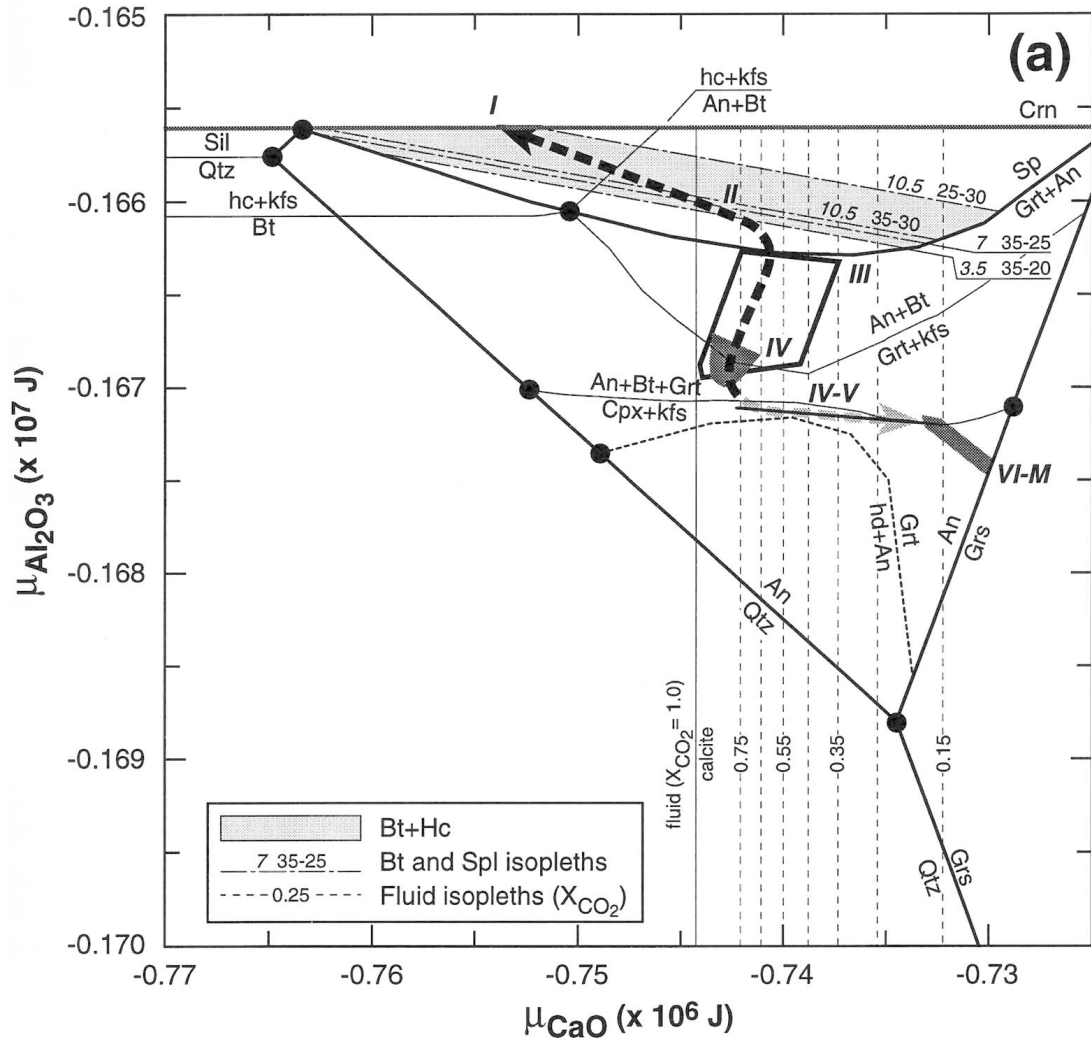 (a)
-0.165
-0.166
-0.167
-0.168
-0.169
-0.170
μAl2O3 (x 10^7 J)
hc+kfs
An+Bt
I
Crn
Sil
Qtz
hc+kfs
Bt
II
Sp
Grt+An
10.5 25-30
10.5 35-30
7 35-25
3.5 35-20
III
An+Bt
Grt+kfs
IV
An+Bt+Grt
Cpx+kfs
IV-V
VI-M
Grt
hd+An
An
Grs
An
Qtz
fluid (XCO2= 1.0)
calcite
0.75
0.55
0.35
0.15
Grs
Qtz
Bt+Hc
7 35-25 Bt and Spl isopleths
0.25 Fluid isopleths (XCO2)
-0.77 -0.76 -0.75 -0.74 -0.73
μCaO (x 10^6 J)